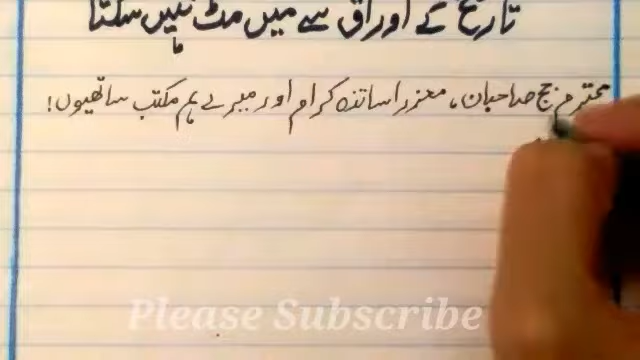 تاریخ کے اوراق سے میں مٹ نہیں سکتا
محترم جج صاحبان، معزز اساتذہ کرام اور میرے ہم مکتب ساتھیوں!
Please Subscribe